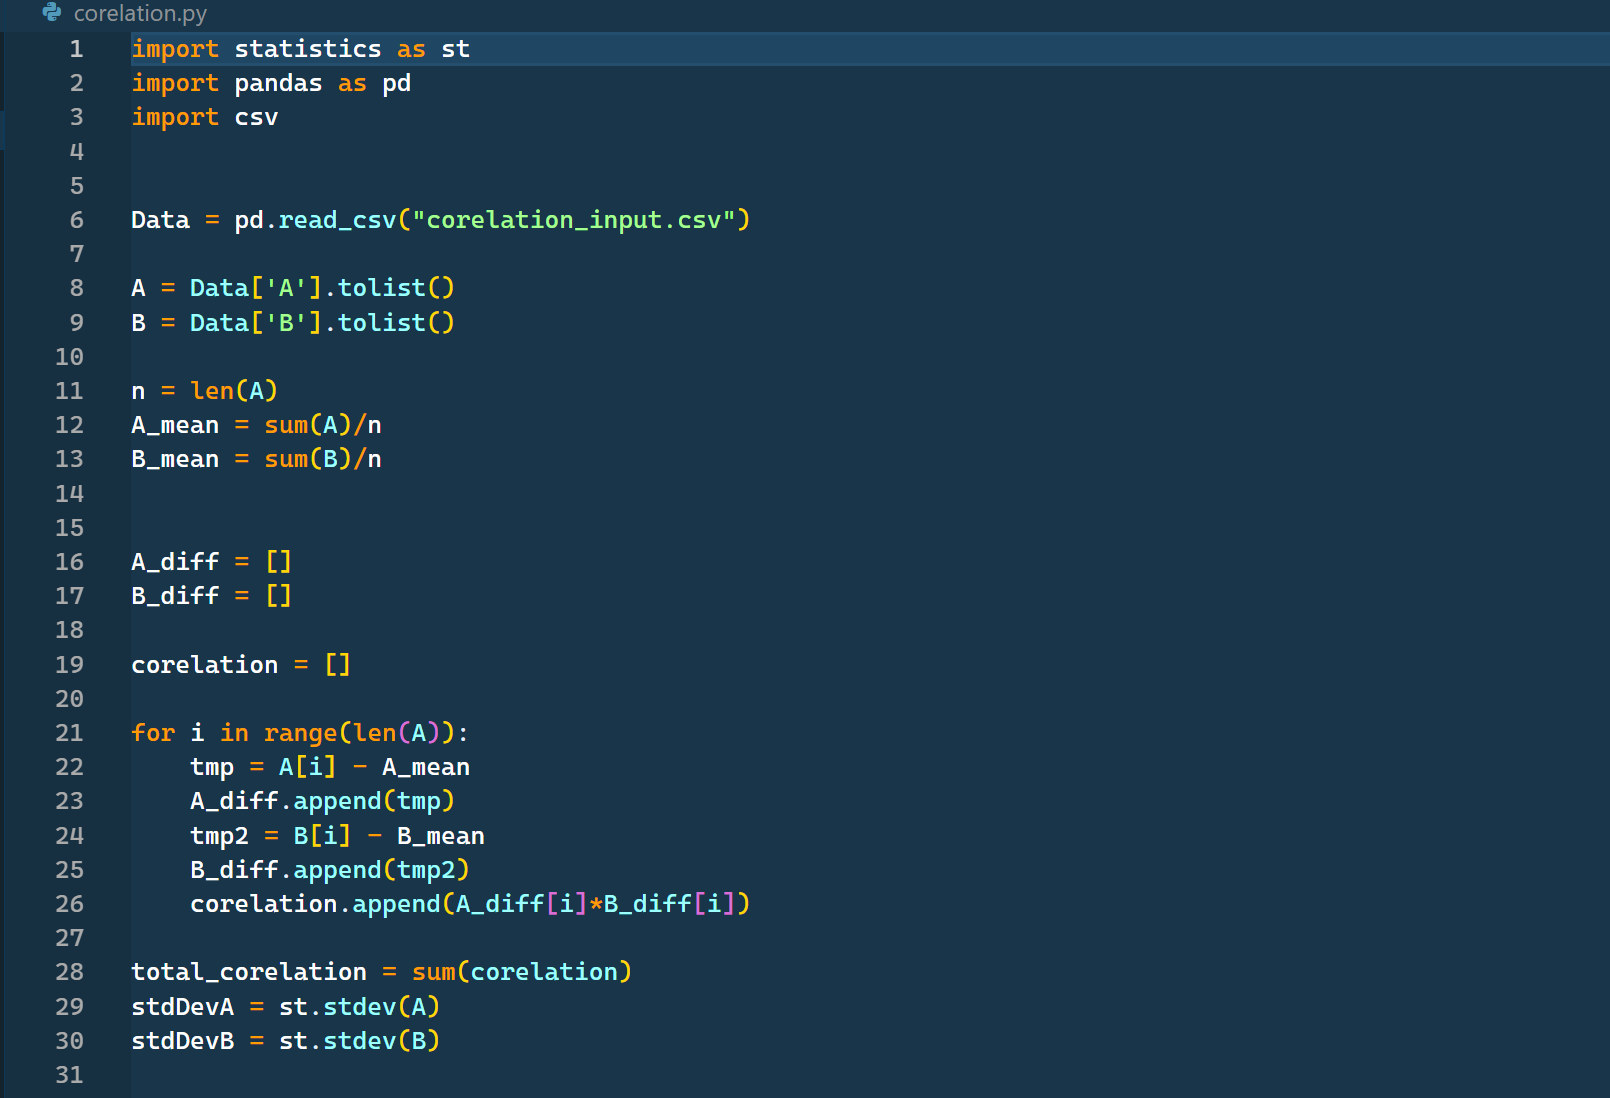 corelation.py
1 import statistics as st
2 import pandas as pd
3 import csv
4
5
6 Data = pd.read_csv("corelation_input.csv")
7
8 A = Data['A'].tolist()
9 B = Data['B'].tolist()
10
11 n = len(A)
12 A_mean = sum(A)/n
13 B_mean = sum(B)/n
14
15
16 A_diff = []
17 B_diff = []
18
19 corelation = []
20
21 for i in range(len(A)):
22     tmp = A[i] - A_mean
23     A_diff.append(tmp)
24     tmp2 = B[i] - B_mean
25     B_diff.append(tmp2)
26     corelation.append(A_diff[i]*B_diff[i])
27
28 total_corelation = sum(corelation)
29 stdDevA = st.stdev(A)
30 stdDevB = st.stdev(B)
31